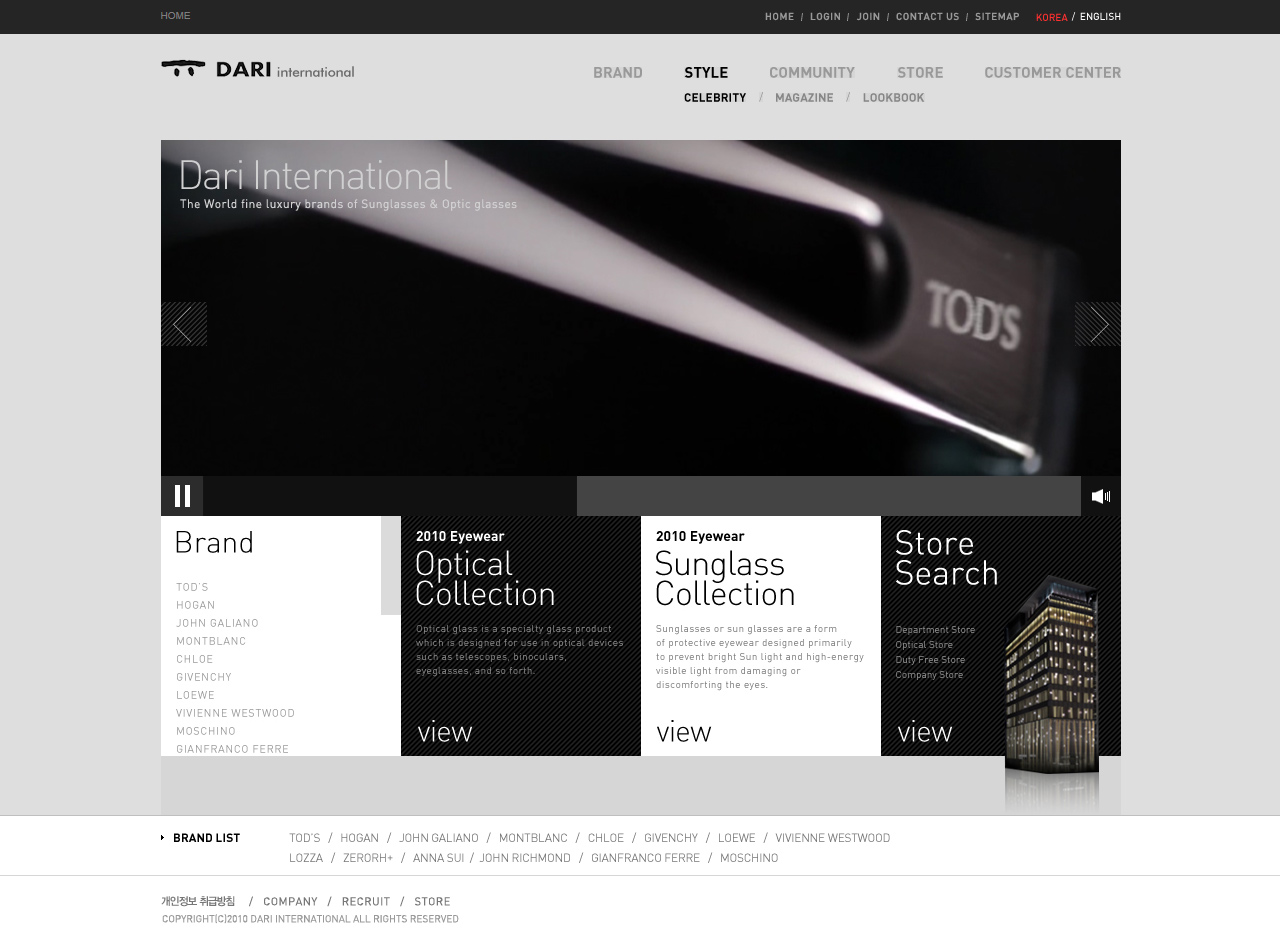 HOME
HOME / LOGIN / JOIN / CONTACT US / SITEMAP KOREA / ENGLISH
DARI international
BRAND STYLE COMMUNITY STORE CUSTOMER CENTER
CELEBRITY / MAGAZINE / LOOKBOOK
Dari International
The World fine luxury brands of Sunglasses & Optic glasses
TOD'S
Brand
TOD'S
HOGAN
JOHN GALIANO
MONTBLANC
CHLOE
GIVENCHY
LOEWE
VIVIENNE WESTWOOD
MOSCHINO
GIANFRANCO FERRE
2010 Eyewear
Optical
Collection
Optical glass is a specialty glass product
which is designed for use in optical devices
such as telescopes, binoculars,
eyeglasses, and so forth.
view
2010 Eyewear
Sunglass
Collection
Sunglasses or sun glasses are a form
of protective eyewear designed primarily
to prevent bright Sun light and high-energy
visible light from damaging or
discomforting the eyes.
view
Store
Search
Department Store
Optical Store
Duty Free Store
Company Store
view
BRAND LIST
TOD'S / HOGAN / JOHN GALIANO / MONTBLANC / CHLOE / GIVENCHY / LOEWE / VIVIENNE WESTWOOD
LOZZA / ZERORH+ / ANNA SUI / JOHN RICHMOND / GIANFRANCO FERRE / MOSCHINO
개인정보 취급방침 / COMPANY / RECRUIT / STORE
COPYRIGHT(C)2010 DARI INTERNATIONAL ALL RIGHTS RESERVED